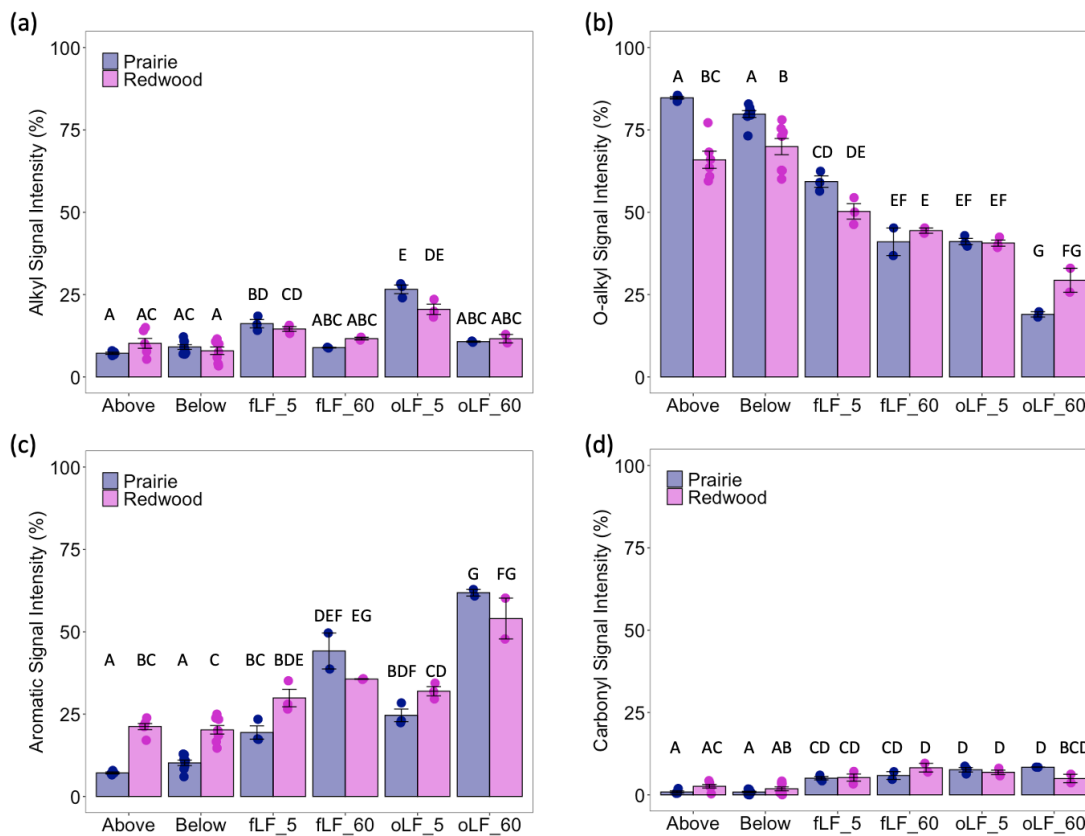 (a)
Alkyl Signal Intensity (%)
100
75
50
25
0
Prairie
Redwood
A AC AC A BD CD ABC ABC E DE ABC ABC
Above Below fLF_5 fLF_60 oLF_5 oLF_60
(b)
O-alkyl Signal Intensity (%)
100
75
50
25
0
A BC A B CD DE EF E EF EF G FG
Above Below fLF_5 fLF_60 oLF_5 oLF_60
(c)
Aromatic Signal Intensity (%)
100
75
50
25
0
Prairie
Redwood
A BC A C BC BDE DEF EG BDF CD G FG
Above Below fLF_5 fLF_60 oLF_5 oLF_60
(d)
Carbonyl Signal Intensity (%)
100
75
50
25
0
Prairie
Redwood
A AC A AB CD CD CD D D D D BCD
Above Below fLF_5 fLF_60 oLF_5 oLF_60